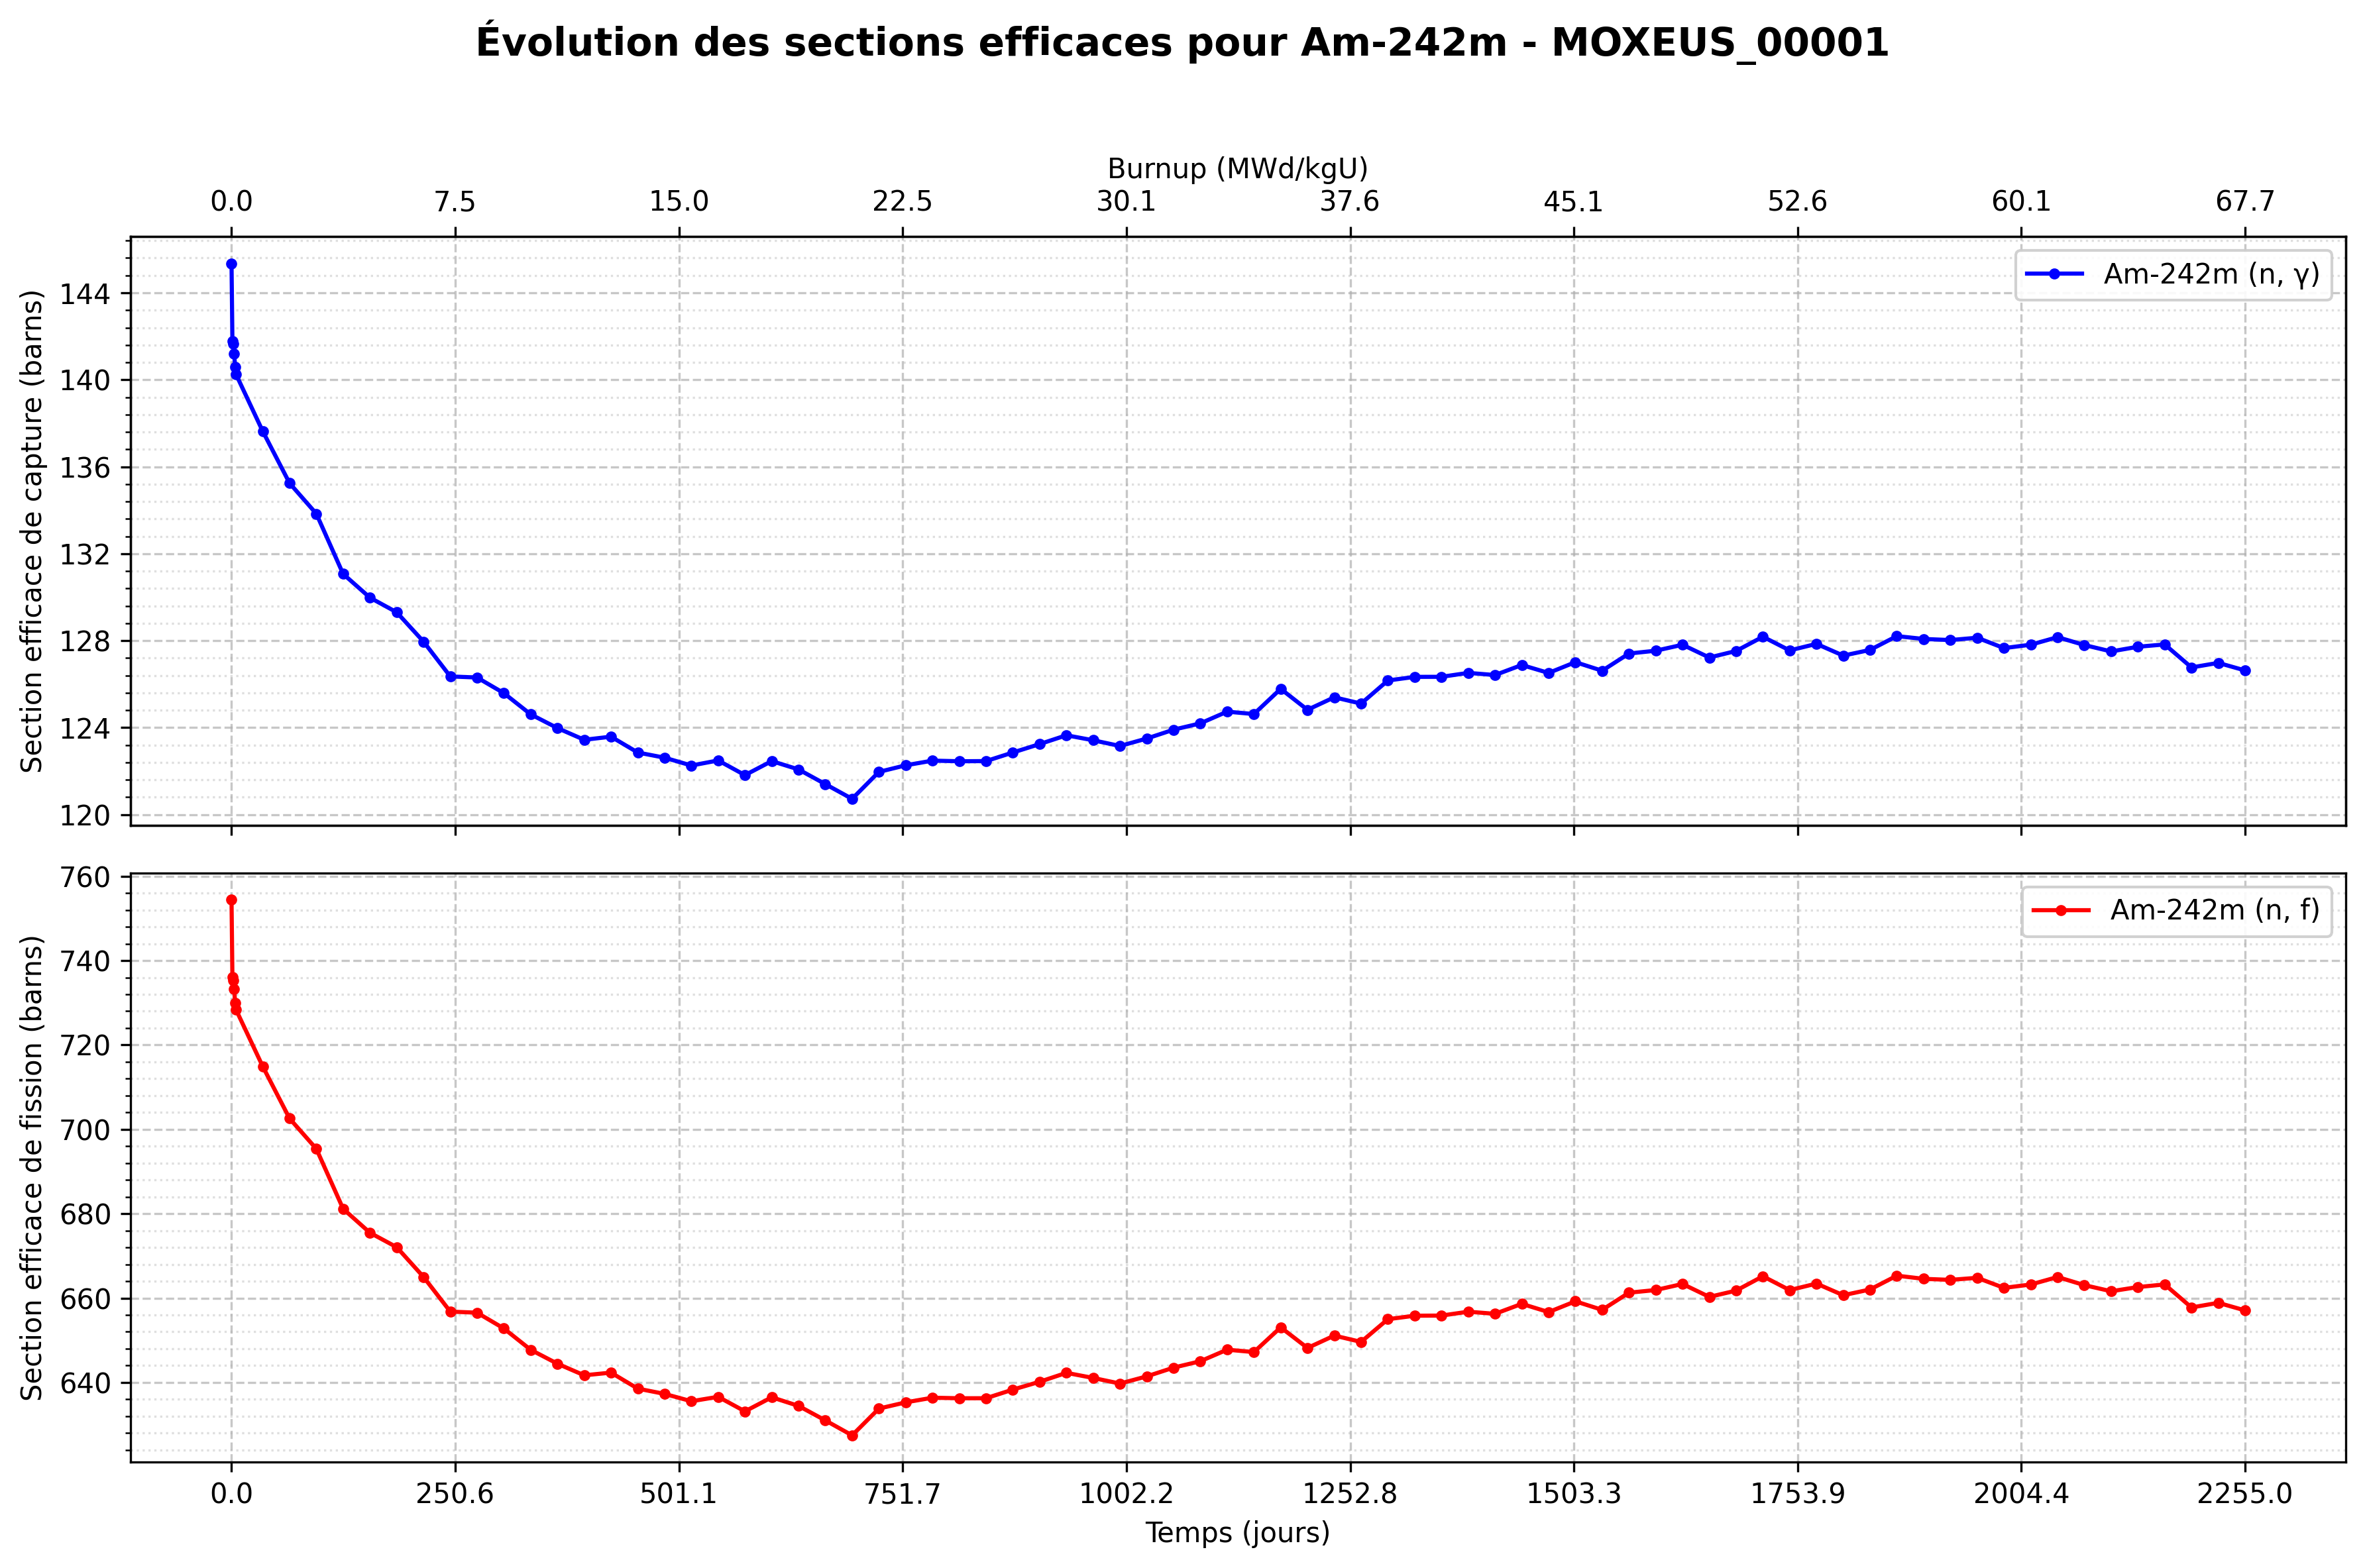 Évolution des sections efficaces pour Am-242m - MOXEUS_00001
Burnup (MWd/kgU)
0.0 7.5 15.0 22.5 30.1 37.6 45.1 52.6 60.1 67.7
Am-242m (n, γ)
Section efficace de capture (barns)
144
140
136
132
128
124
120
Am-242m (n, f)
Section efficace de fission (barns)
760
740
720
700
680
660
640
0.0 250.6 501.1 751.7 1002.2 1252.8 1503.3 1753.9 2004.4 2255.0
Temps (jours)